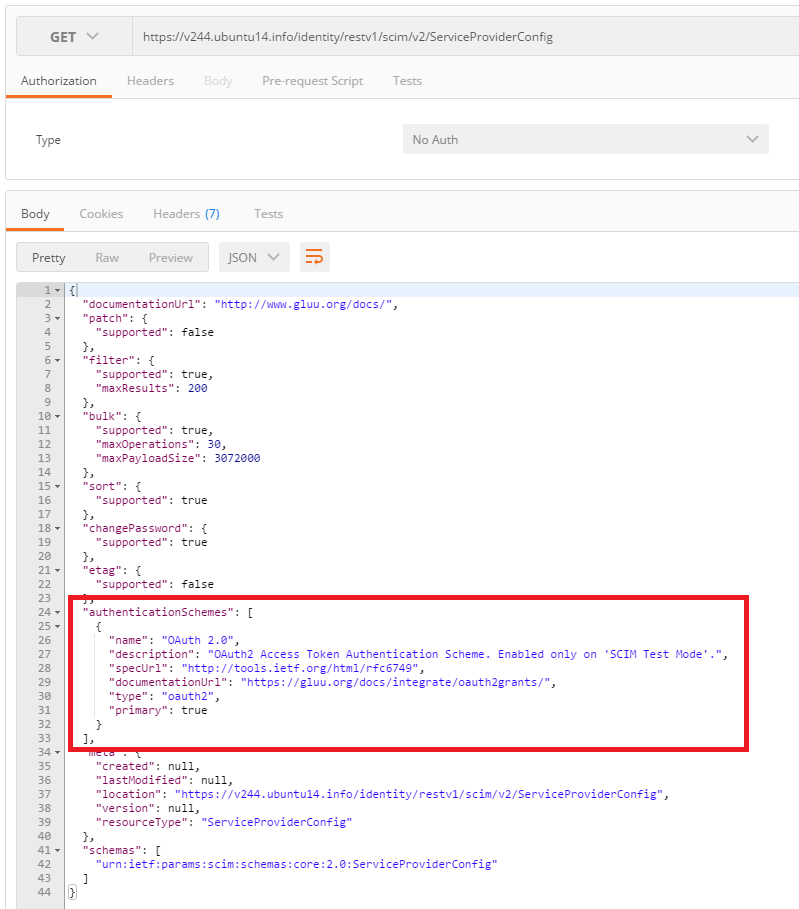 GET https://v244.ubuntu14.info/identity/restv1/scim/v2/ServiceProviderConfig
Authorization Headers Body Pre-request Script Tests
Type No Auth
Body Cookies Headers (7) Tests
Pretty Raw Preview JSON
1 {
2 "documentationUrl": "http://www.gluu.org/docs/",
3 "patch": {
4 "supported": false
5 },
6 "filter": {
7 "supported": true,
8 "maxResults": 200
9 },
10 "bulk": {
11 "supported": true,
12 "maxOperations": 30,
13 "maxPayloadSize": 3072000
14 },
15 "sort": {
16 "supported": true
17 },
18 "changePassword": {
19 "supported": true
20 },
21 "etag": {
22 "supported": false
23 },
24 "authenticationSchemes": [
25 {
26 "name": "OAuth 2.0",
27 "description": "OAuth2 Access Token Authentication Scheme. Enabled only on 'SCIM Test Mode'.",
28 "specUrl": "http://tools.ietf.org/html/rfc6749",
29 "documentationUrl": "https://gluu.org/docs/integrate/oauth2grants/",
30 "type": "oauth2",
31 "primary": true
32 }
33 ],
34 "meta": {
35 "created": null,
36 "lastModified": null,
37 "location": "https://v244.ubuntu14.info/identity/restv1/scim/v2/ServiceProviderConfig",
38 "version": null,
39 "resourceType": "ServiceProviderConfig"
40 },
41 "schemas": [
42 "urn:ietf:params:scim:schemas:core:2.0:ServiceProviderConfig"
43 ]
44 }